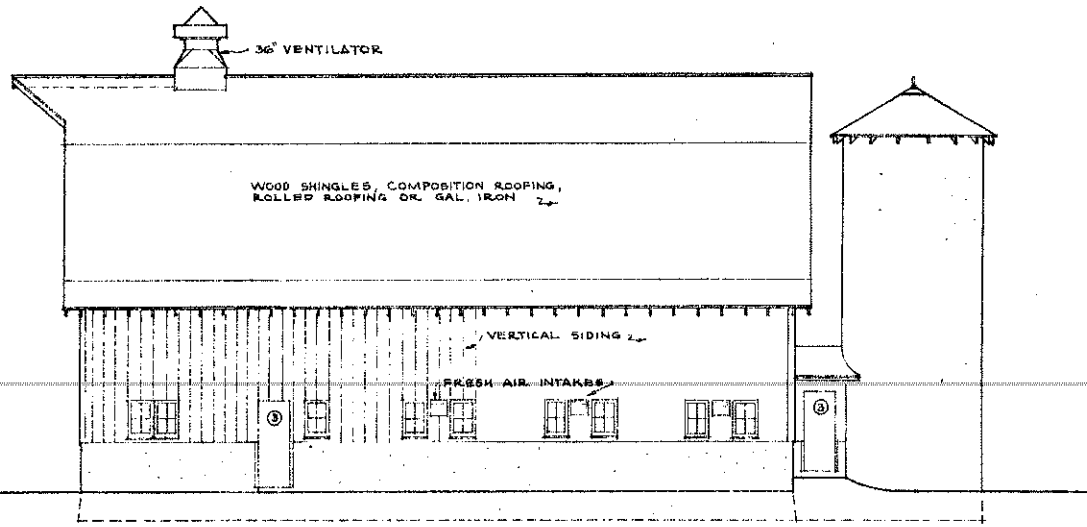 36" VENTILATOR
WOOD SHINGLES, COMPOSITION ROOFING,
ROLLED ROOFING OR GAL. IRON
VERTICAL SIDING
FRESH AIR INTAKES
3
3